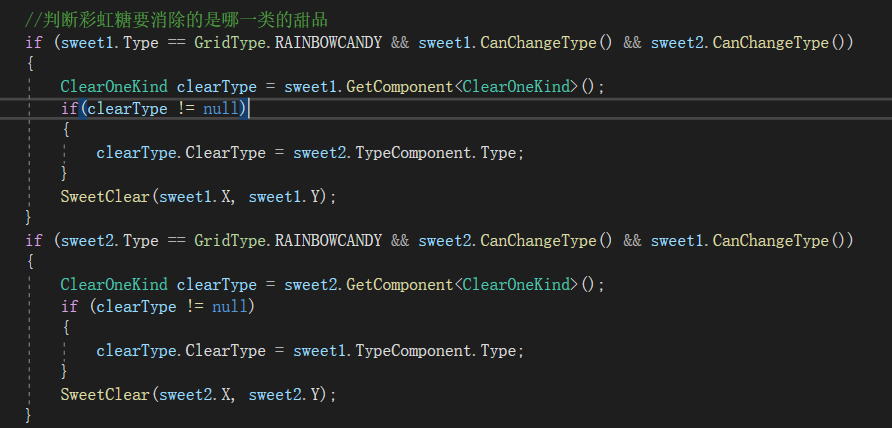 //判断彩虹糖要消除的是哪一类的甜品
if (sweet1.Type == GridType.RAINBOWCANDY && sweet1.CanChangeType() && sweet2.CanChangeType())
{
ClearOneKind clearType = sweet1.GetComponent<ClearOneKind>();
if(clearType != null)
{
clearType.ClearType = sweet2.TypeComponent.Type;
}
SweetClear(sweet1.X, sweet1.Y);
}
if (sweet2.Type == GridType.RAINBOWCANDY && sweet2.CanChangeType() && sweet1.CanChangeType())
{
ClearOneKind clearType = sweet2.GetComponent<ClearOneKind>();
if (clearType != null)
{
clearType.ClearType = sweet1.TypeComponent.Type;
}
SweetClear(sweet2.X, sweet2.Y);
}